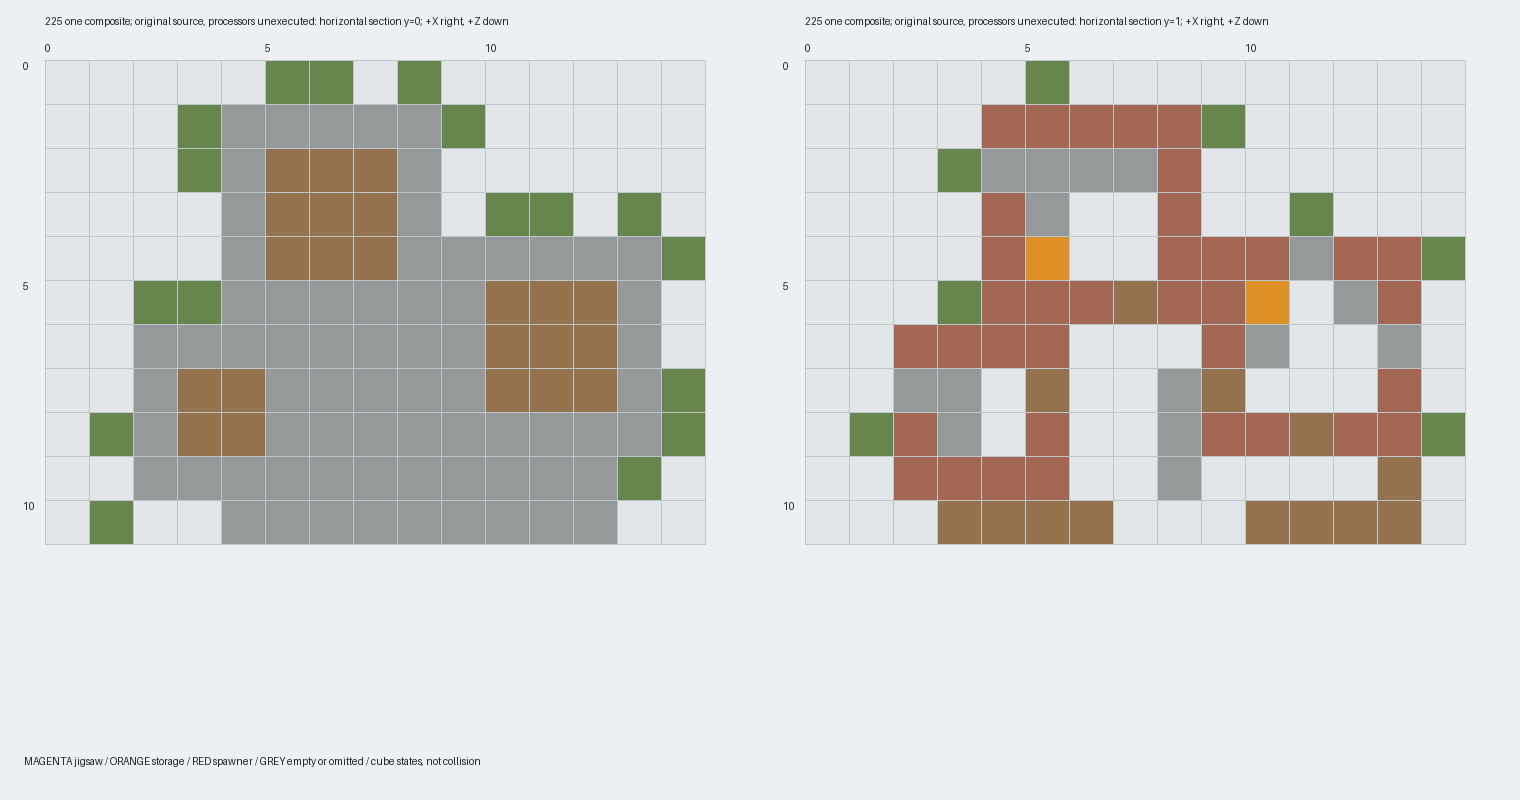 225 one composite; original source, processors unexecuted: horizontal section y=0; +X right, +Z down
0 5 10
0
5
10
225 one composite; original source, processors unexecuted: horizontal section y=1; +X right, +Z down
0 5 10
0
5
10
MAGENTA jigsaw / ORANGE storage / RED spawner / GREY empty or omitted / cube states, not collision